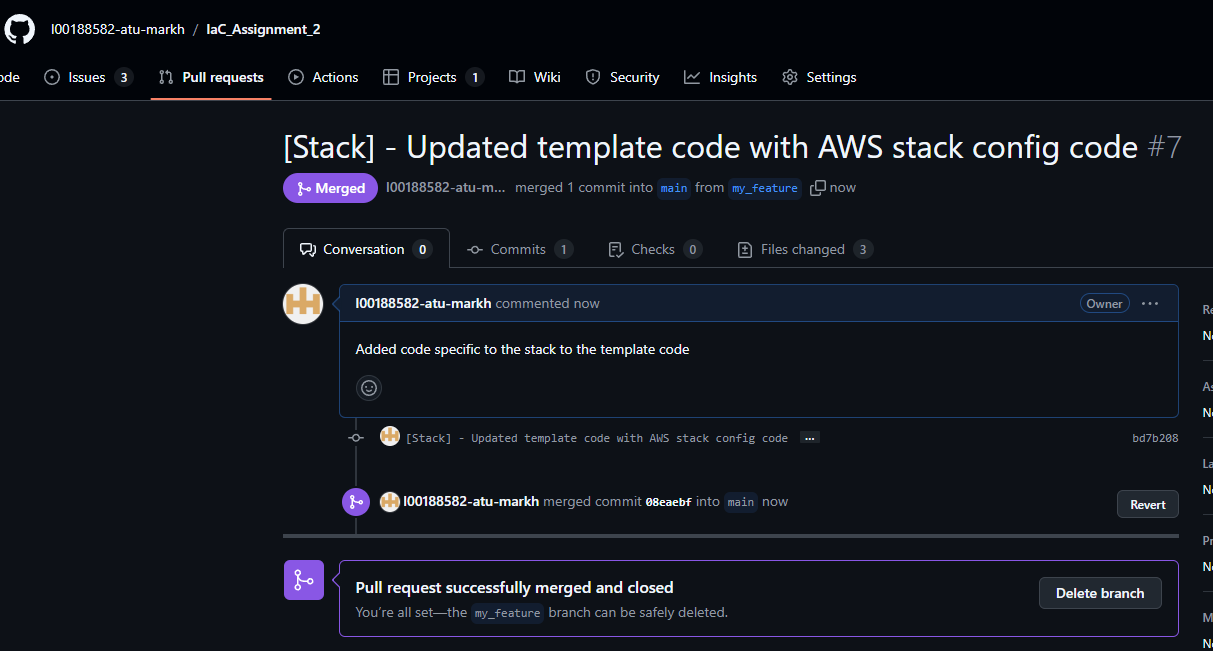 l00188582-atu-markh / IaC_Assignment_2
ode Issues 3 Pull requests Actions Projects 1 Wiki Security Insights Settings
[Stack] - Updated template code with AWS stack config code #7
Merged l00188582-atu-m... merged 1 commit into main from my_feature now
Conversation 0 Commits 1 Checks 0 Files changed 3
l00188582-atu-markh commented now Owner ...
Added code specific to the stack to the template code
[Stack] - Updated template code with AWS stack config code ... bd7b208
l00188582-atu-markh merged commit 08eaebf into main now Revert
Pull request successfully merged and closed
You're all set—the my_feature branch can be safely deleted. Delete branch